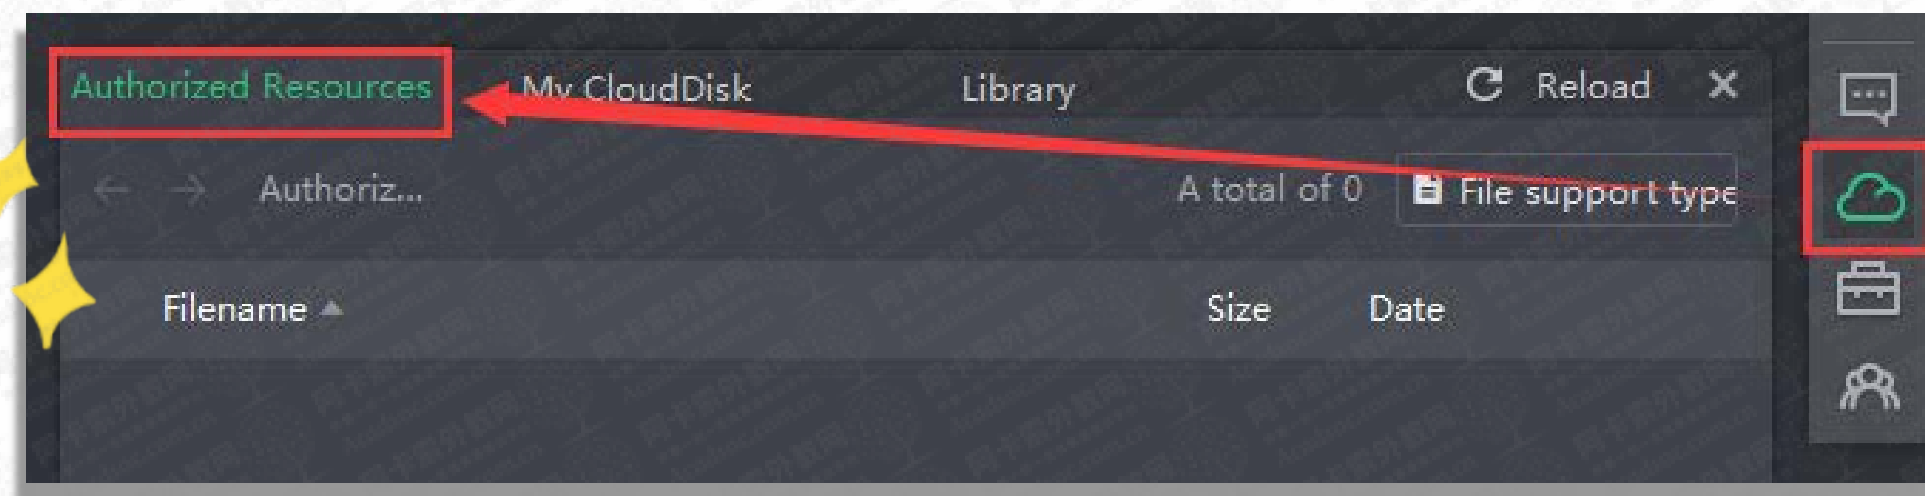 Authorized Resources My CloudDisk Library Reload
Authoriz... A total of 0 File support type
Filename Size Date